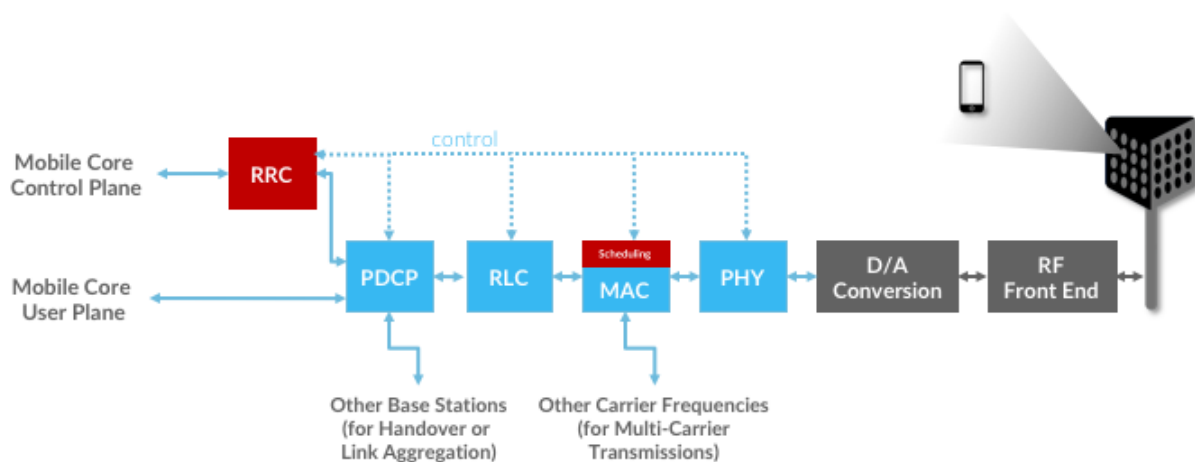 control
Mobile Core
Control Plane
RRC
Mobile Core
User Plane
PDCP
RLC
Scheduling
MAC
PHY
D/A
Conversion
RF
Front End
Other Base Stations
(for Handover or
Link Aggregation)
Other Carrier Frequencies
(for Multi-Carrier
Transmissions)